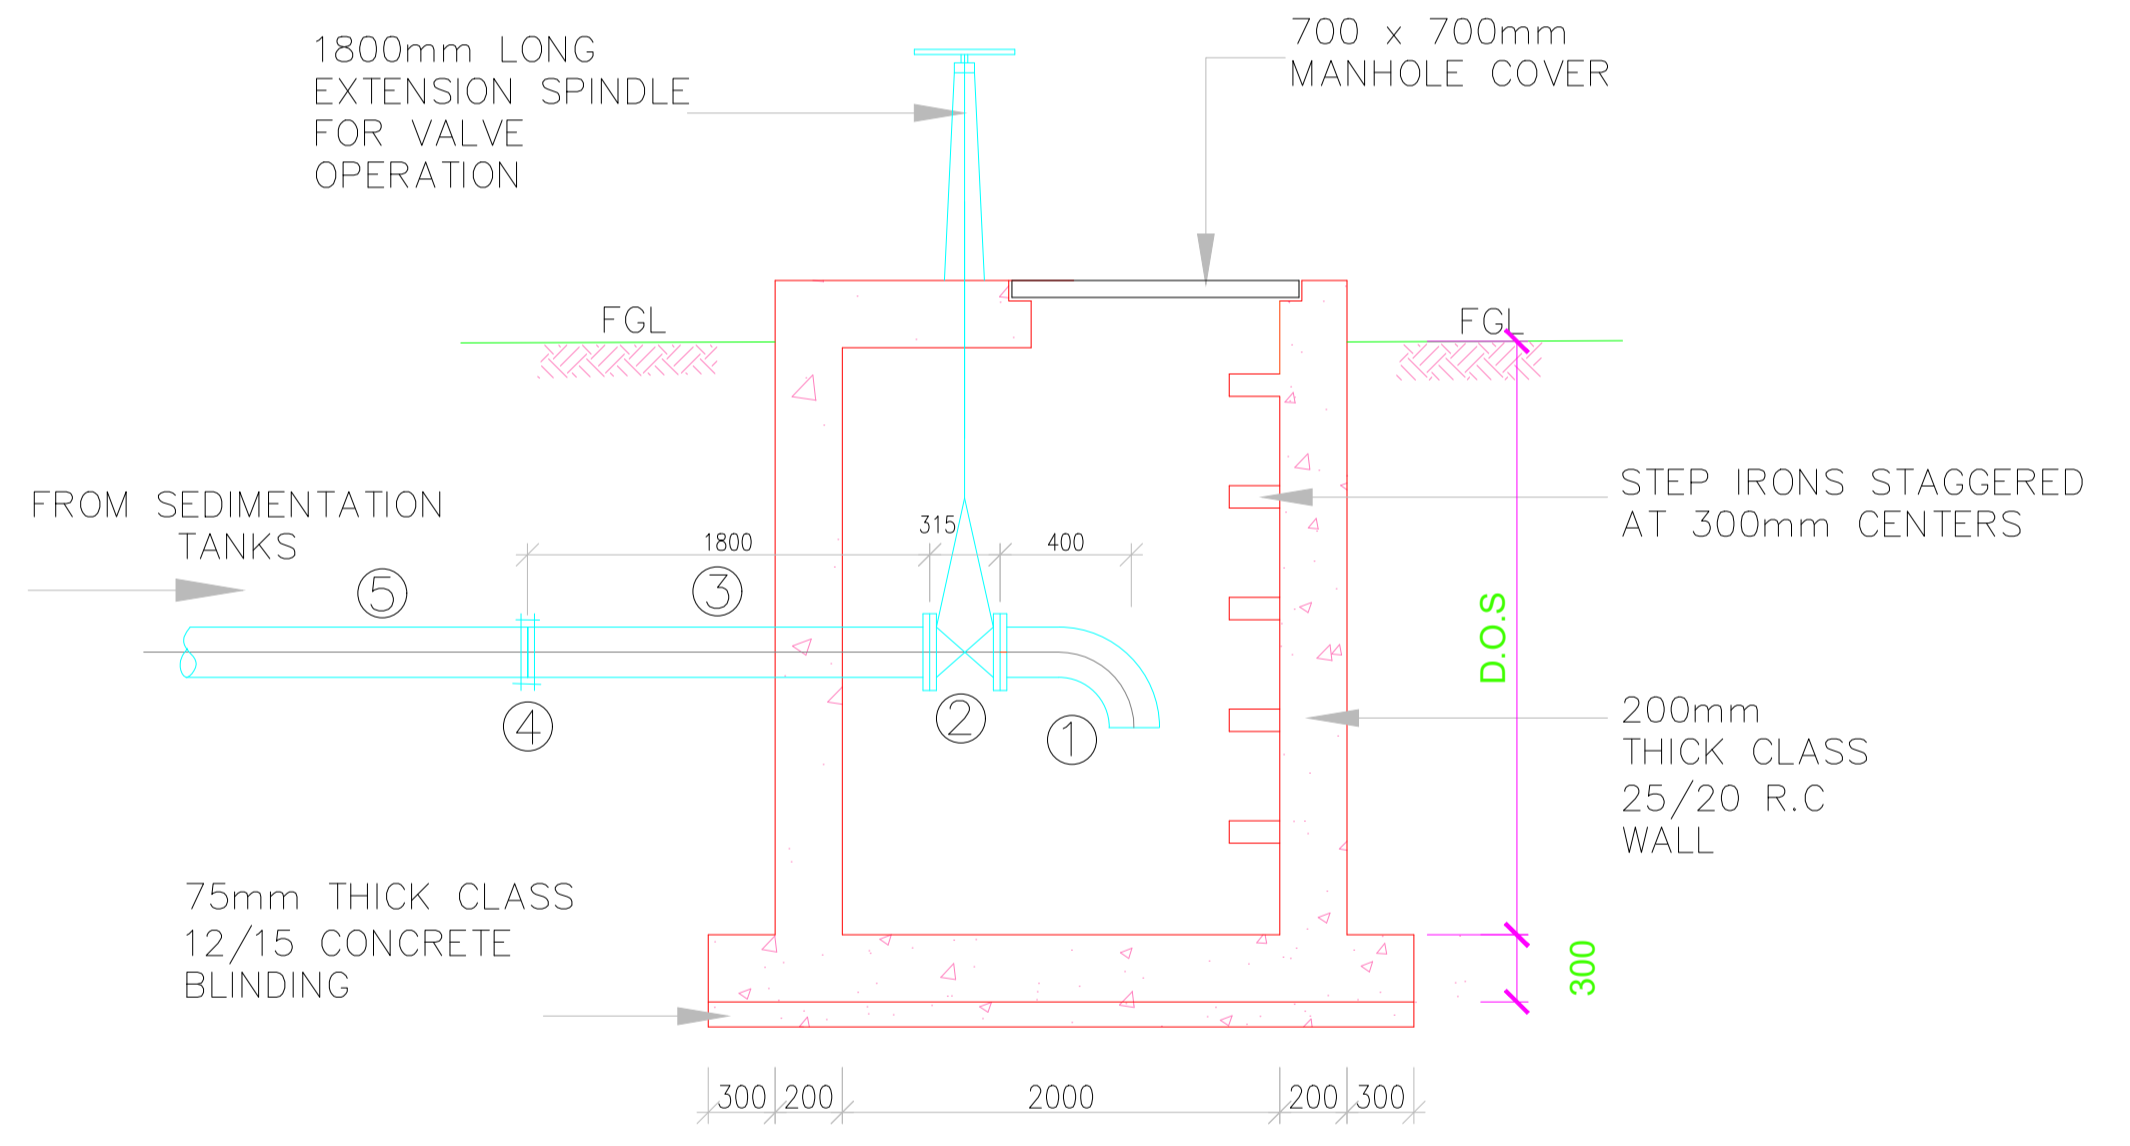 1800mm LONG
EXTENSION SPINDLE
FOR VALVE
OPERATION
700 x 700mm
MANHOLE COVER
FGL
FGL
FROM SEDIMENTATION
TANKS
315
1800
400
STEP IRONS STAGGERED
AT 300mm CENTERS
5
3
4
2
1
D.O.S
200mm
THICK CLASS
25/20 R.C
WALL
75mm THICK CLASS
12/15 CONCRETE
BLINDING
300
300
200
2000
200
300